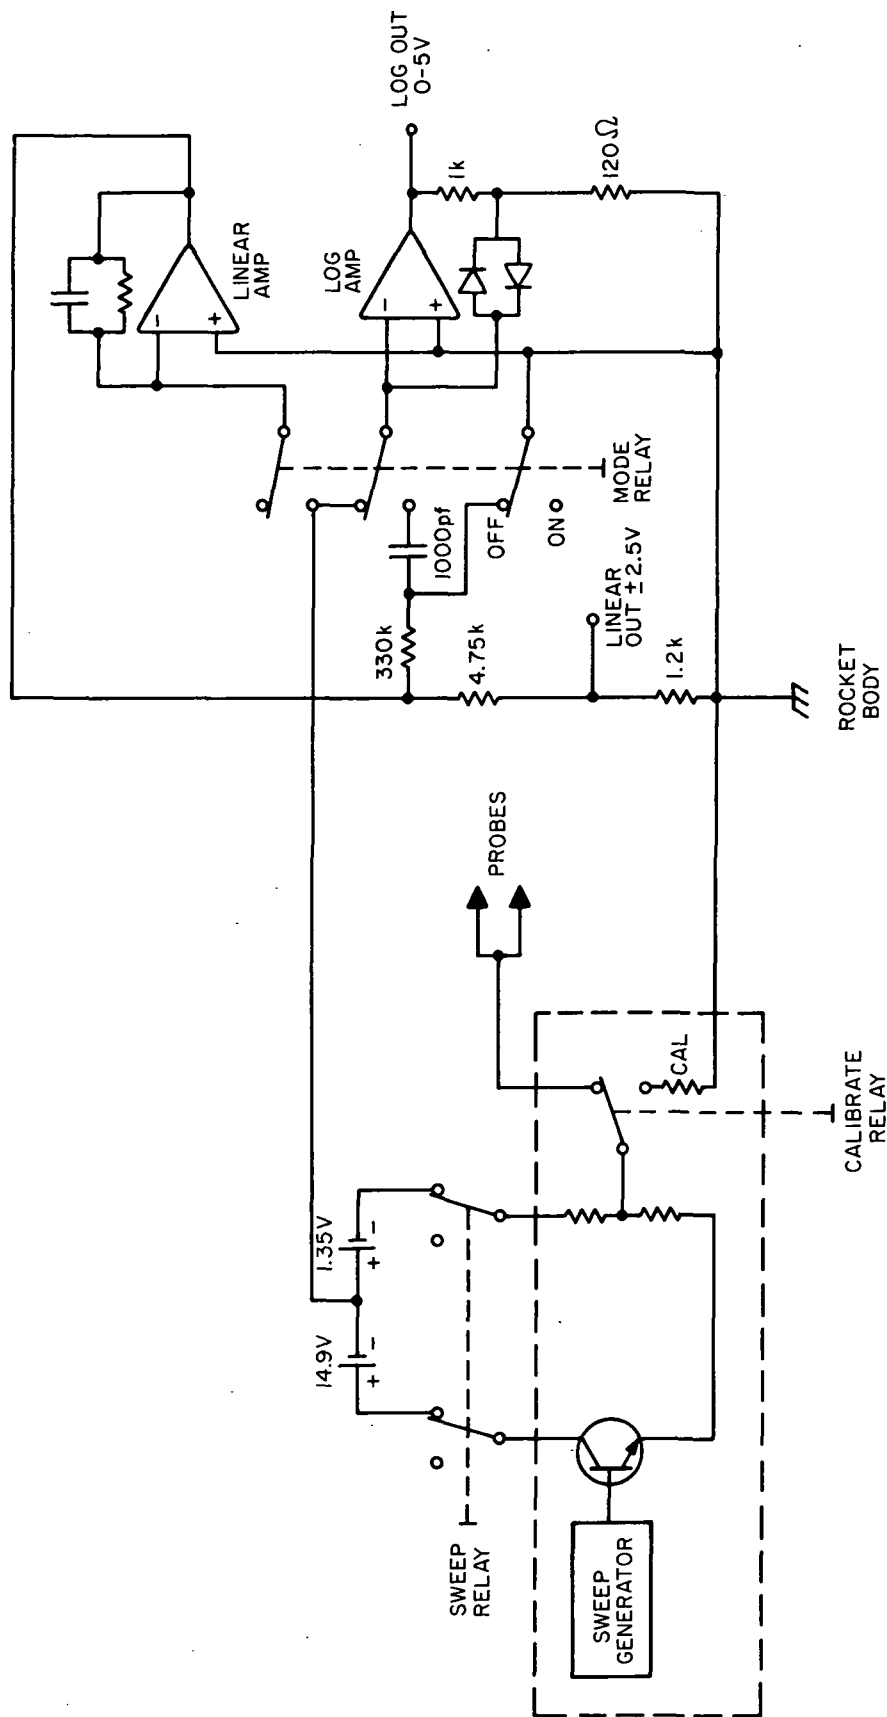 SWEEP
GENERATOR
SWEEP
RELAY
14.9V
+
-
1.35V
+
-
CAL
CALIBRATE
RELAY
PROBES
ROCKET
BODY
330k
4.75k
1.2k
LINEAR
OUT ±2.5V
1000pf
OFF
ON
MODE
RELAY
-
+
LINEAR
AMP
-
+
LOG
AMP
1k
120Ω
LOG OUT
0-5V